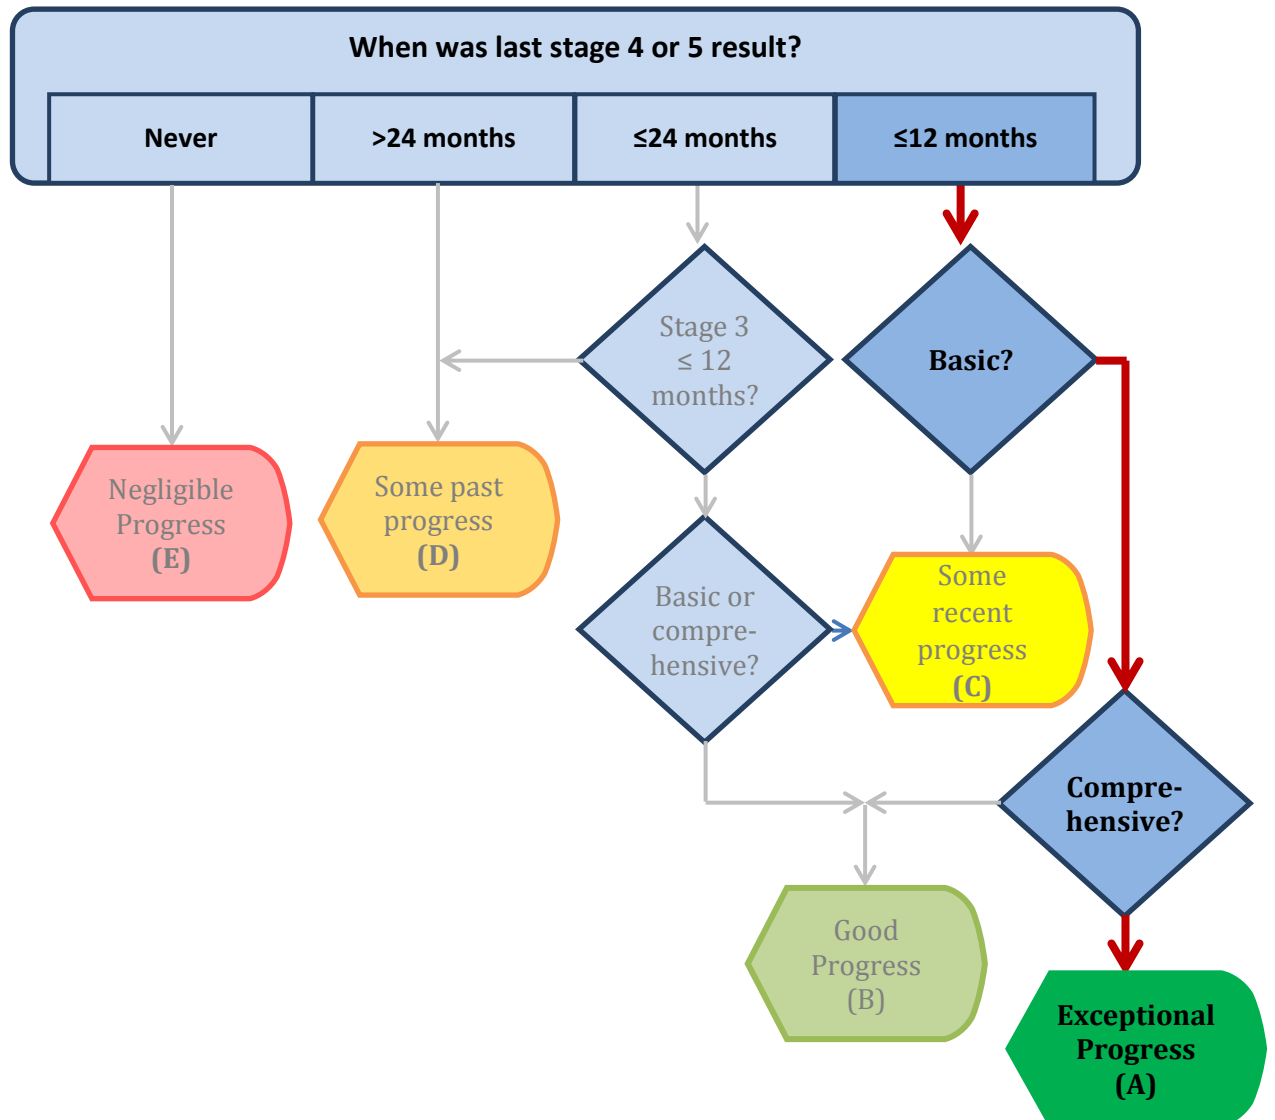 When was last stage 4 or 5 result?
Never
>24 months
≤24 months
≤12 months
Stage 3
≤ 12
months?
Basic?
Negligible
Progress
(E)
Some past
progress
(D)
Basic or
compre-
hensive?
Some
recent
progress
(C)
Compre-
hensive?
Good
Progress
(B)
Exceptional
Progress
(A)